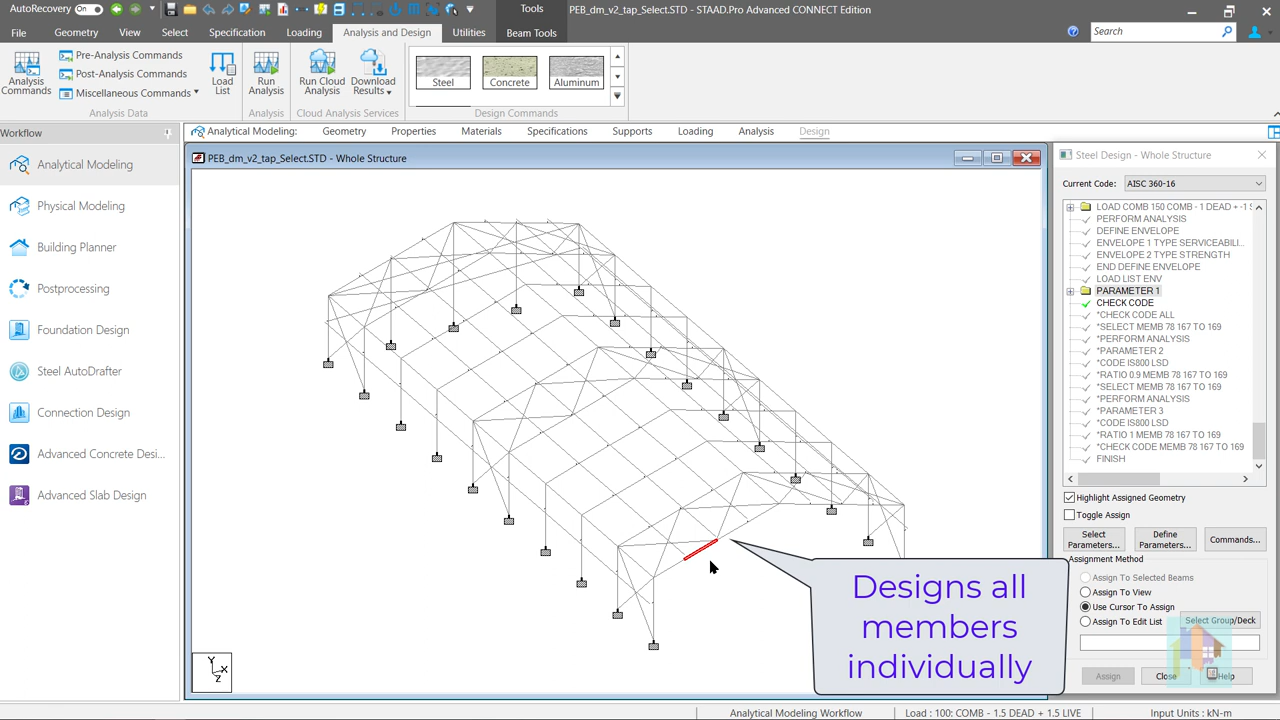 AutoRecovery On
Tools
PEB_dm_v2_tap_Select.STD - STAAD.Pro Advanced CONNECT Edition
File
Geometry
View
Select
Specification
Loading
Analysis and Design
Utilities
Beam Tools
Search
Analysis
Commands
Pre-Analysis Commands
Post-Analysis Commands
Miscellaneous Commands
Load
List
Run
Analysis
Run Cloud
Analysis
Download
Results
Steel
Concrete
Aluminum
Analysis Data
Analysis
Cloud Analysis Services
Design Commands
Workflow
Analytical Modeling:
Geometry
Properties
Materials
Specifications
Supports
Loading
Analysis
Design
Analytical Modeling
Physical Modeling
Building Planner
Postprocessing
Foundation Design
Steel AutoDrafter
Connection Design
Advanced Concrete Desi...
Advanced Slab Design
PEB_dm_v2_tap_Select.STD - Whole Structure
Y
X
Z
Designs all
members
individually
Steel Design - Whole Structure
Current Code: AISC 360-16
LOAD COMB 150 COMB - 1 DEAD + -1 S
PERFORM ANALYSIS
DEFINE ENVELOPE
ENVELOPE 1 TYPE SERVICEABILI...
ENVELOPE 2 TYPE STRENGTH
END DEFINE ENVELOPE
LOAD LIST ENV
PARAMETER 1
CHECK CODE
*CHECK CODE ALL
*SELECT MEMB 78 167 TO 169
*PERFORM ANALYSIS
*PARAMETER 2
*CODE IS800 LSD
*RATIO 0.9 MEMB 78 167 TO 169
*SELECT MEMB 78 167 TO 169
*PERFORM ANALYSIS
*PARAMETER 3
*CODE IS800 LSD
*RATIO 1 MEMB 78 167 TO 169
*CHECK CODE MEMB 78 167 TO 169
FINISH
Highlight Assigned Geometry
Toggle Assign
Select
Parameters...
Define
Parameters...
Commands...
Assignment Method
Assign To Selected Beams
Assign To View
Use Cursor To Assign
Assign To Edit List
Select Group/Deck
Assign
Close
Help
Analytical Modeling Workflow
Load : 100: COMB - 1.5 DEAD + 1.5 LIVE
Input Units : kN-m